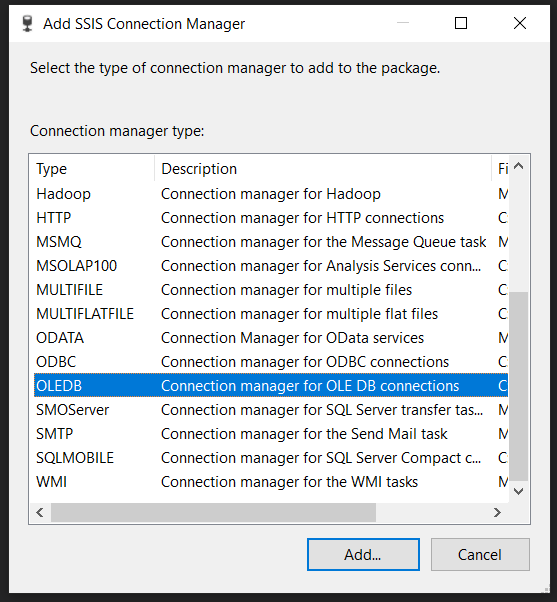 Add SSIS Connection Manager
Select the type of connection manager to add to the package.
Connection manager type:
Type Description Fi
Hadoop Connection manager for Hadoop M
HTTP Connection manager for HTTP connections C
MSMQ Connection manager for the Message Queue task M
MSOLAP100 Connection manager for Analysis Services conn... C
MULTIFILE Connection manager for multiple files M
MULTIFLATFILE Connection manager for multiple flat files C
ODATA Connection Manager for OData services M
ODBC Connection manager for ODBC connections C
OLEDB Connection manager for OLE DB connections C
SMOServer Connection manager for SQL Server transfer tas... M
SMTP Connection manager for the Send Mail task M
SQLMOBILE Connection manager for SQL Server Compact c... C
WMI Connection manager for the WMI tasks M
Add... Cancel